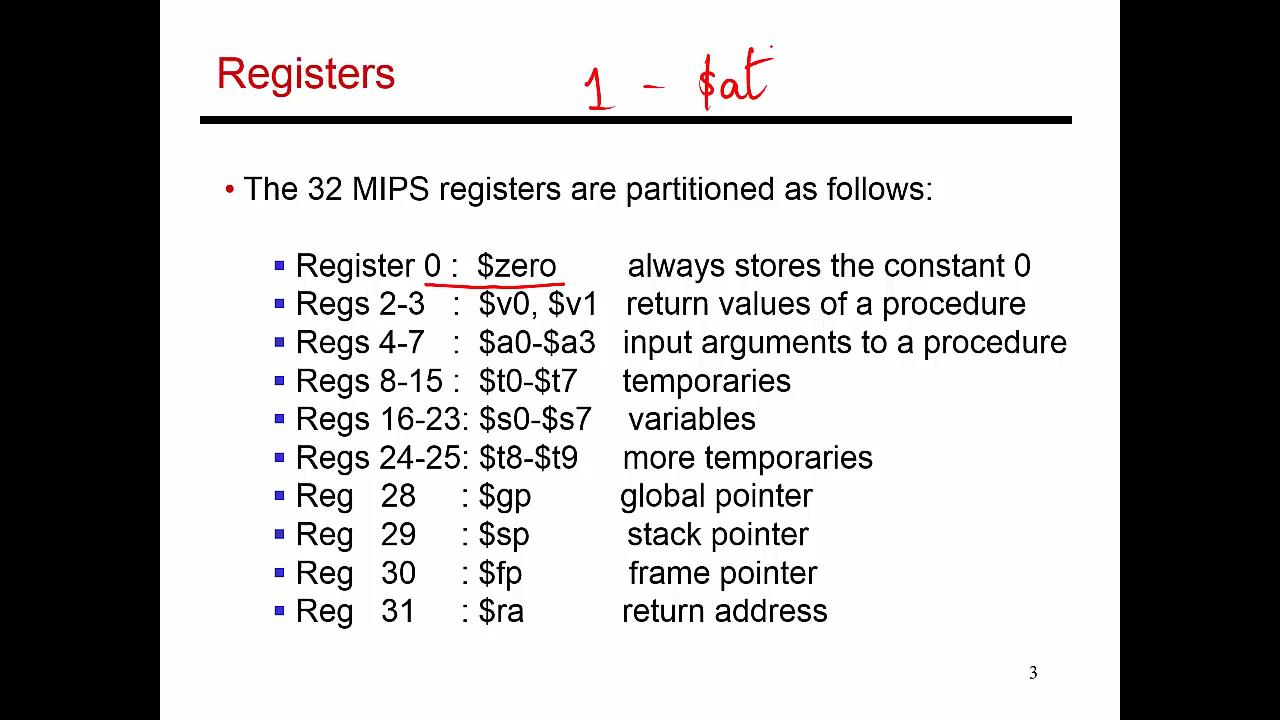 Registers 1 - $at
• The 32 MIPS registers are partitioned as follows:
▪ Register 0 : $zero always stores the constant 0
▪ Regs 2-3 : $v0, $v1 return values of a procedure
▪ Regs 4-7 : $a0-$a3 input arguments to a procedure
▪ Regs 8-15 : $t0-$t7 temporaries
▪ Regs 16-23: $s0-$s7 variables
▪ Regs 24-25: $t8-$t9 more temporaries
▪ Reg 28 : $gp global pointer
▪ Reg 29 : $sp stack pointer
▪ Reg 30 : $fp frame pointer
▪ Reg 31 : $ra return address
3